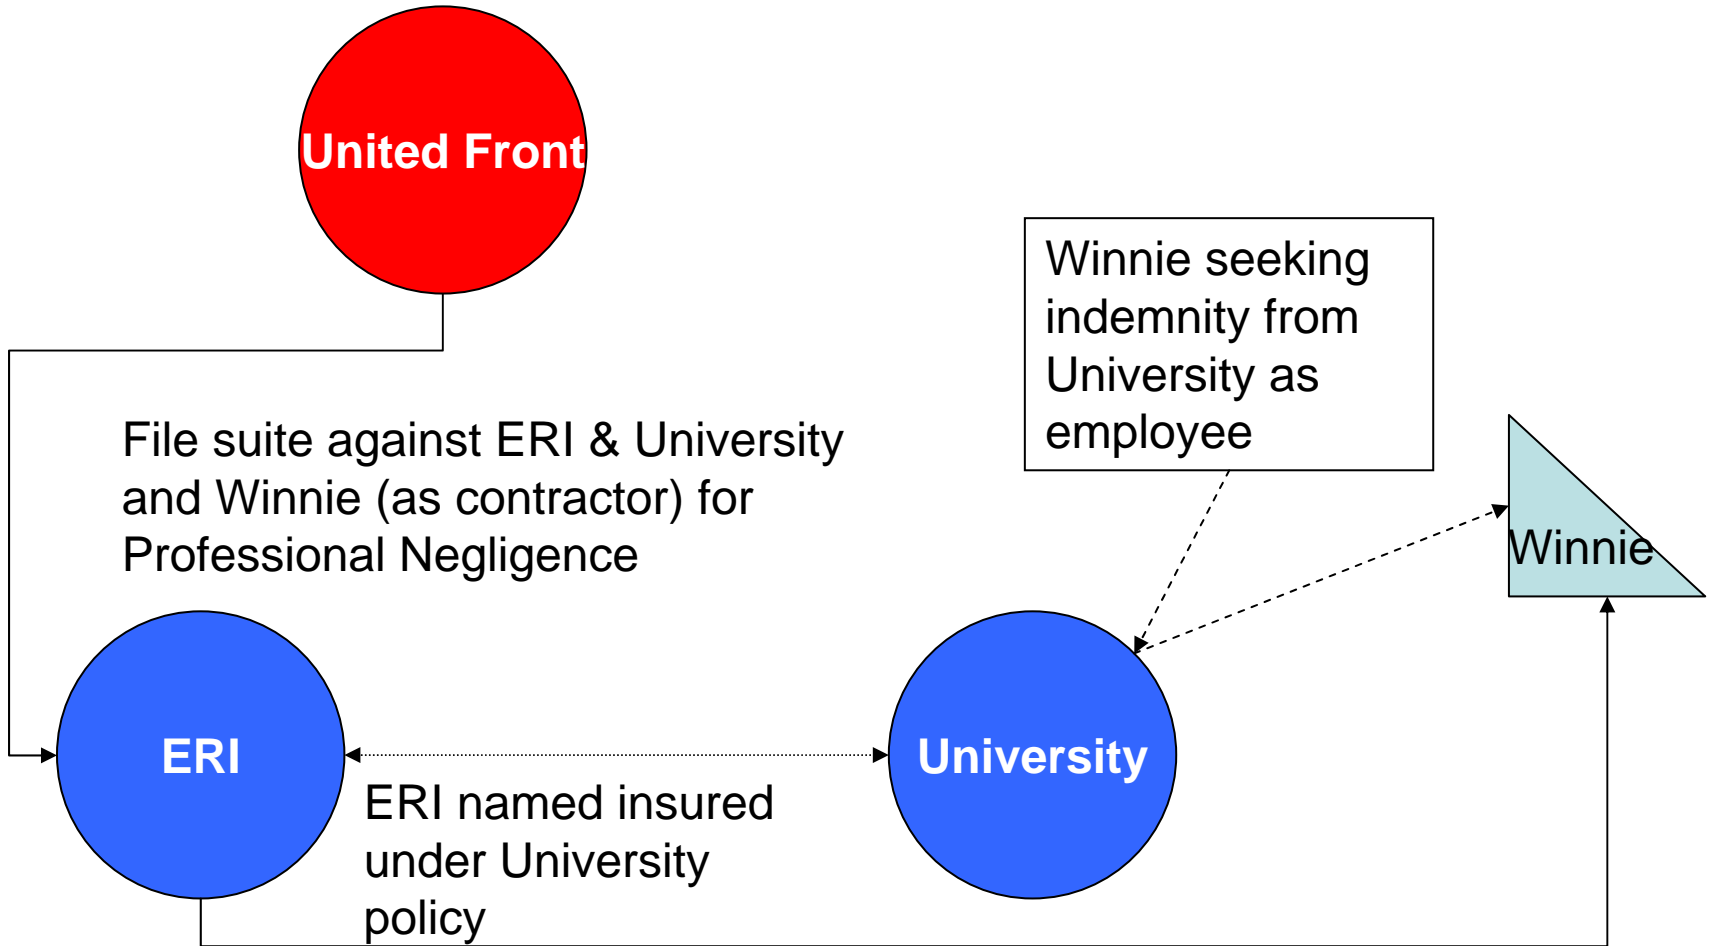 United Front
Winnie seeking
indemnity from
University as
employee
File suite against ERI & University
and Winnie (as contractor) for
Professional Negligence
Winnie
ERI
University
ERI named insured
under University
policy